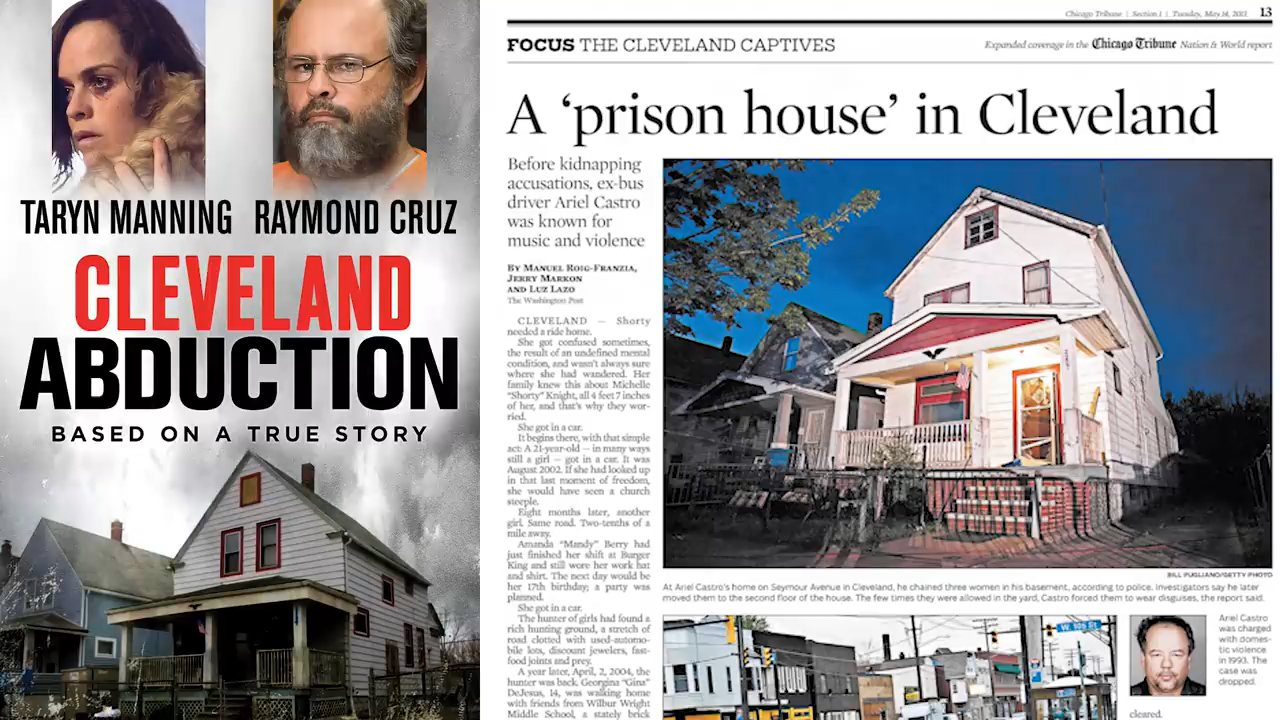 TARYN MANNING RAYMOND CRUZ
CLEVELAND
ABDUCTION
BASED ON A TRUE STORY
Chicago Tribune | Section 1 | Tuesday, May 14, 2013 13
FOCUS THE CLEVELAND CAPTIVES
Expanded coverage in the Chicago Tribune Nation & World report
A ‘prison house’ in Cleveland
Before kidnapping
accusations, ex-bus
driver Ariel Castro
was known for
music and violence
BY MANUEL ROIG-FRANZIA,
JERRY MARKON
AND LUZ LAZO
The Washington Post
CLEVELAND — Shorty
needed a ride home.
She got confused sometimes,
the result of an undefined mental
condition, and wasn't always sure
where she had wandered. Her
family knew this about Michelle
“Shorty” Knight, all 4 feet 7 inches
of her, and that's why they wor-
ried.
She got in a car.
It begins there, with that simple
act: A 21-year-old — in many ways
still a girl — got in a car. It was
August 2002. If she had looked up
in that last moment of freedom,
she would have seen a church
steeple.
Eight months later, another
girl. Same road. Two-tenths of a
mile away.
Amanda “Mandy” Berry had
just finished her shift at Burger
King and still wore her work hat
and shirt. The next day would be
her 17th birthday; a party was
planned.
She got in a car.
The hunter of girls had found a
rich hunting ground, a stretch of
road clotted with used-automo-
bile lots, discount jewelers, fast-
food joints and prey.
A year later, April 2, 2004, the
hunter was back. Georgina “Gina”
DeJesus, 14, was walking home
with friends from Wilbur Wright
Middle School, a stately brick
BILL PUGLIANO/GETTY PHOTO
At Ariel Castro's home on Seymour Avenue in Cleveland, he chained three women in his basement, according to police. Investigators say he later
moved them to the second floor of the house. The few times they were allowed in the yard, Castro forced them to wear disguises, the report said.
Ariel Castro
was charged
with domes-
tic violence
in 1993. The
case was
dropped.
cleared.